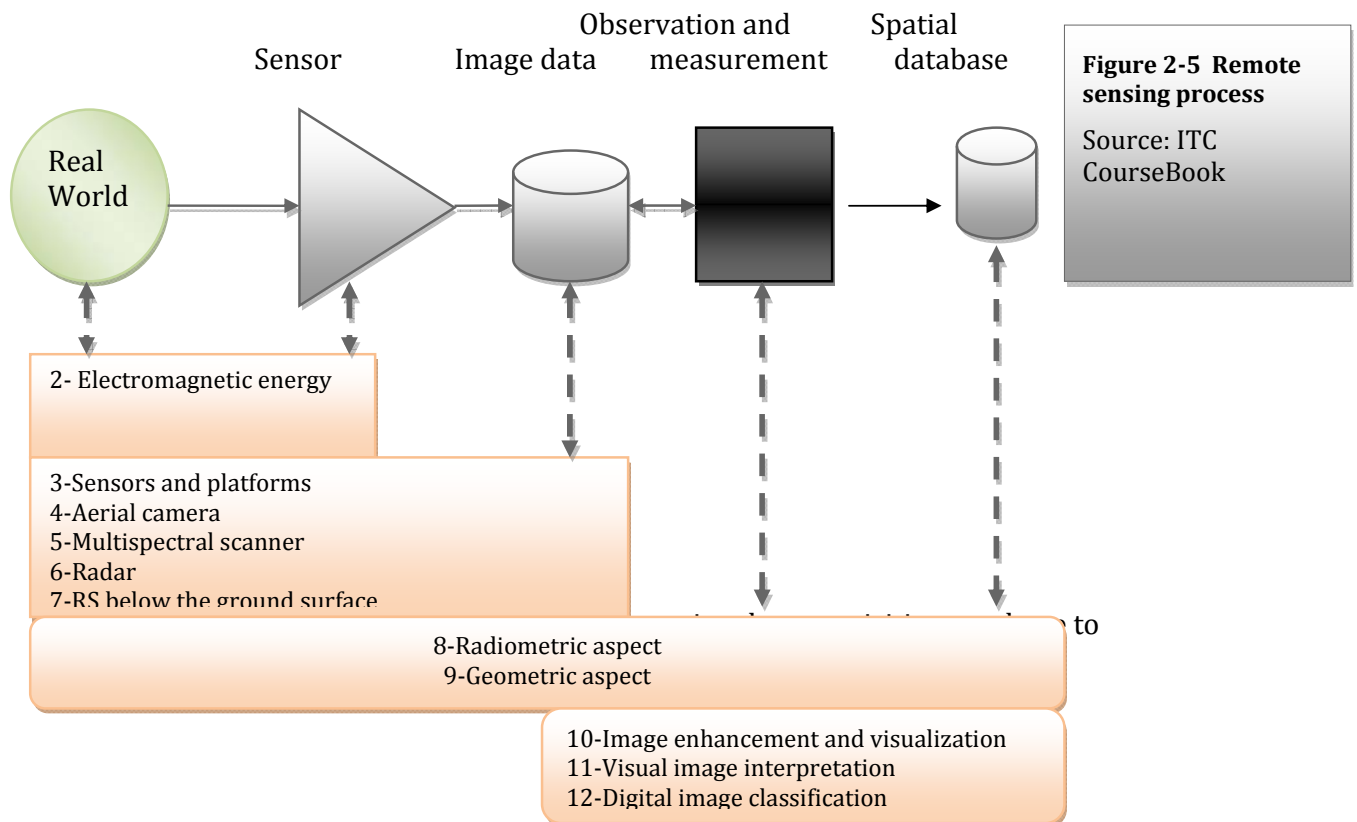 Observation and
Spatial
Sensor
Image data
measurement
database
Figure 2-5 Remote
sensing process
Source: ITC
CourseBook
Real
World
2- Electromagnetic energy
3-Sensors and platforms
4-Aerial camera
5-Multispectral scanner
6-Radar
7-RS below the ground surface
to
8-Radiometric aspect
9-Geometric aspect
10-Image enhancement and visualization
11-Visual image interpretation
12-Digital image classification